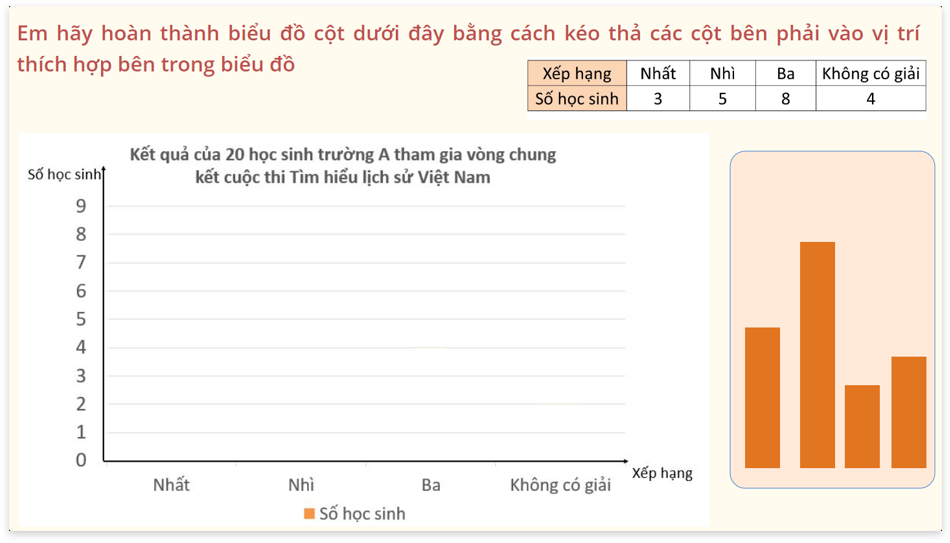 Em hãy hoàn thành biểu đồ cột dưới đây bằng cách kéo thả các cột bên phải vào vị trí
thích hợp bên trong biểu đồ
Xếp hạng Nhất Nhì Ba Không có giải
Số học sinh 3 5 8 4
Kết quả của 20 học sinh trường A tham gia vòng chung
kết cuộc thi Tìm hiểu lịch sử Việt Nam
Số học sinh
9
8
7
6
5
4
3
2
1
0
Nhất Nhì Ba Không có giải
Xếp hạng
Số học sinh